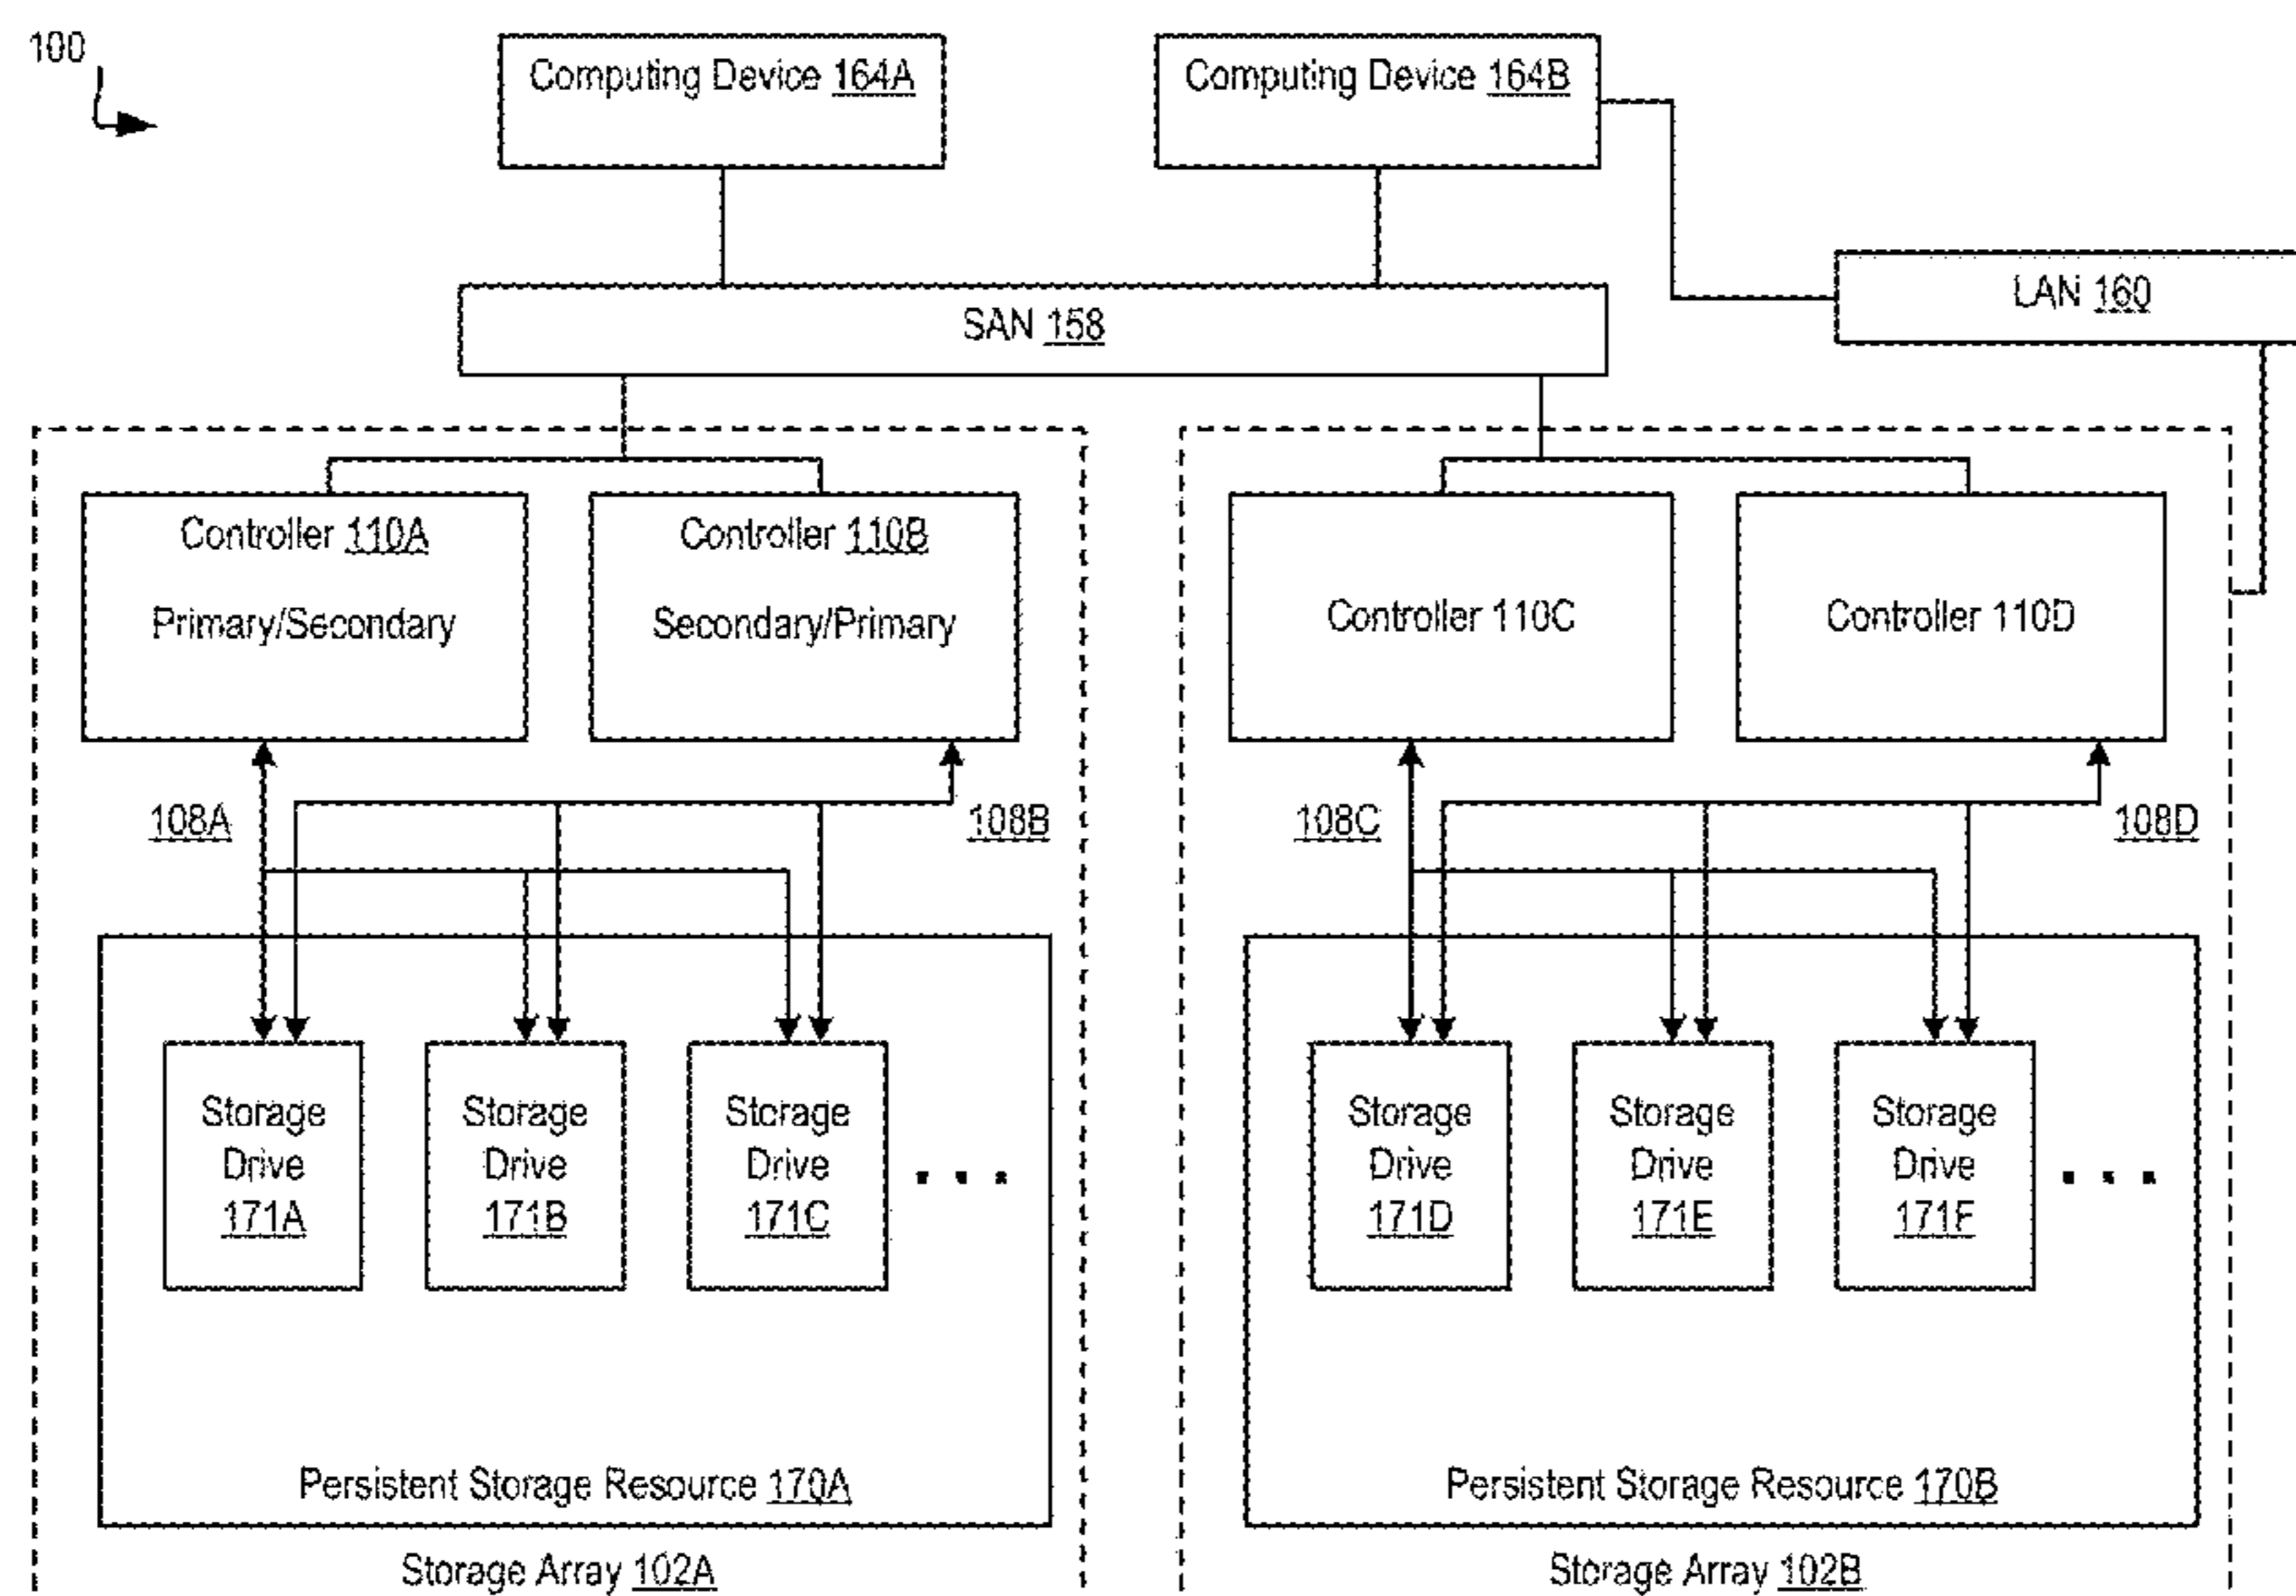 100
Computing Device 164A
Computing Device 164B
SAN 158
LAN 160
Controller 110A
Primary/Secondary
Controller 110B
Secondary/Primary
Controller 110C
Controller 110D
108A
108B
108C
108D
Storage
Drive
171A
Storage
Drive
171B
Storage
Drive
171C
. . .
Storage
Drive
171D
Storage
Drive
171E
Storage
Drive
171F
. . .
Persistent Storage Resource 170A
Persistent Storage Resource 170B
Storage Array 102A
Storage Array 102B